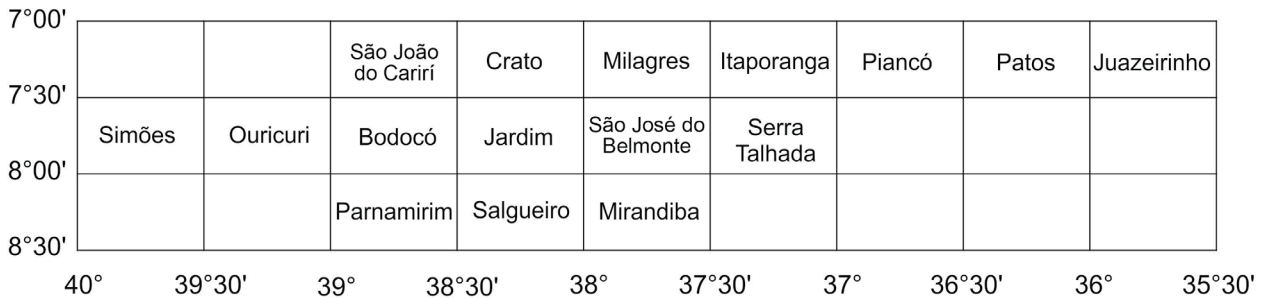 7°00'
São João
do Carirí
Crato
Milagres
Itaporanga
Piancó
Patos
Juazeirinho
7°30'
Simões
Ouricuri
Bodocó
Jardim
São José do
Belmonte
Serra
Talhada
8°00'
Parnamirim
Salgueiro
Mirandiba
8°30'
40°
39°30'
39°
38°30'
38°
37°30'
37°
36°30'
36°
35°30'